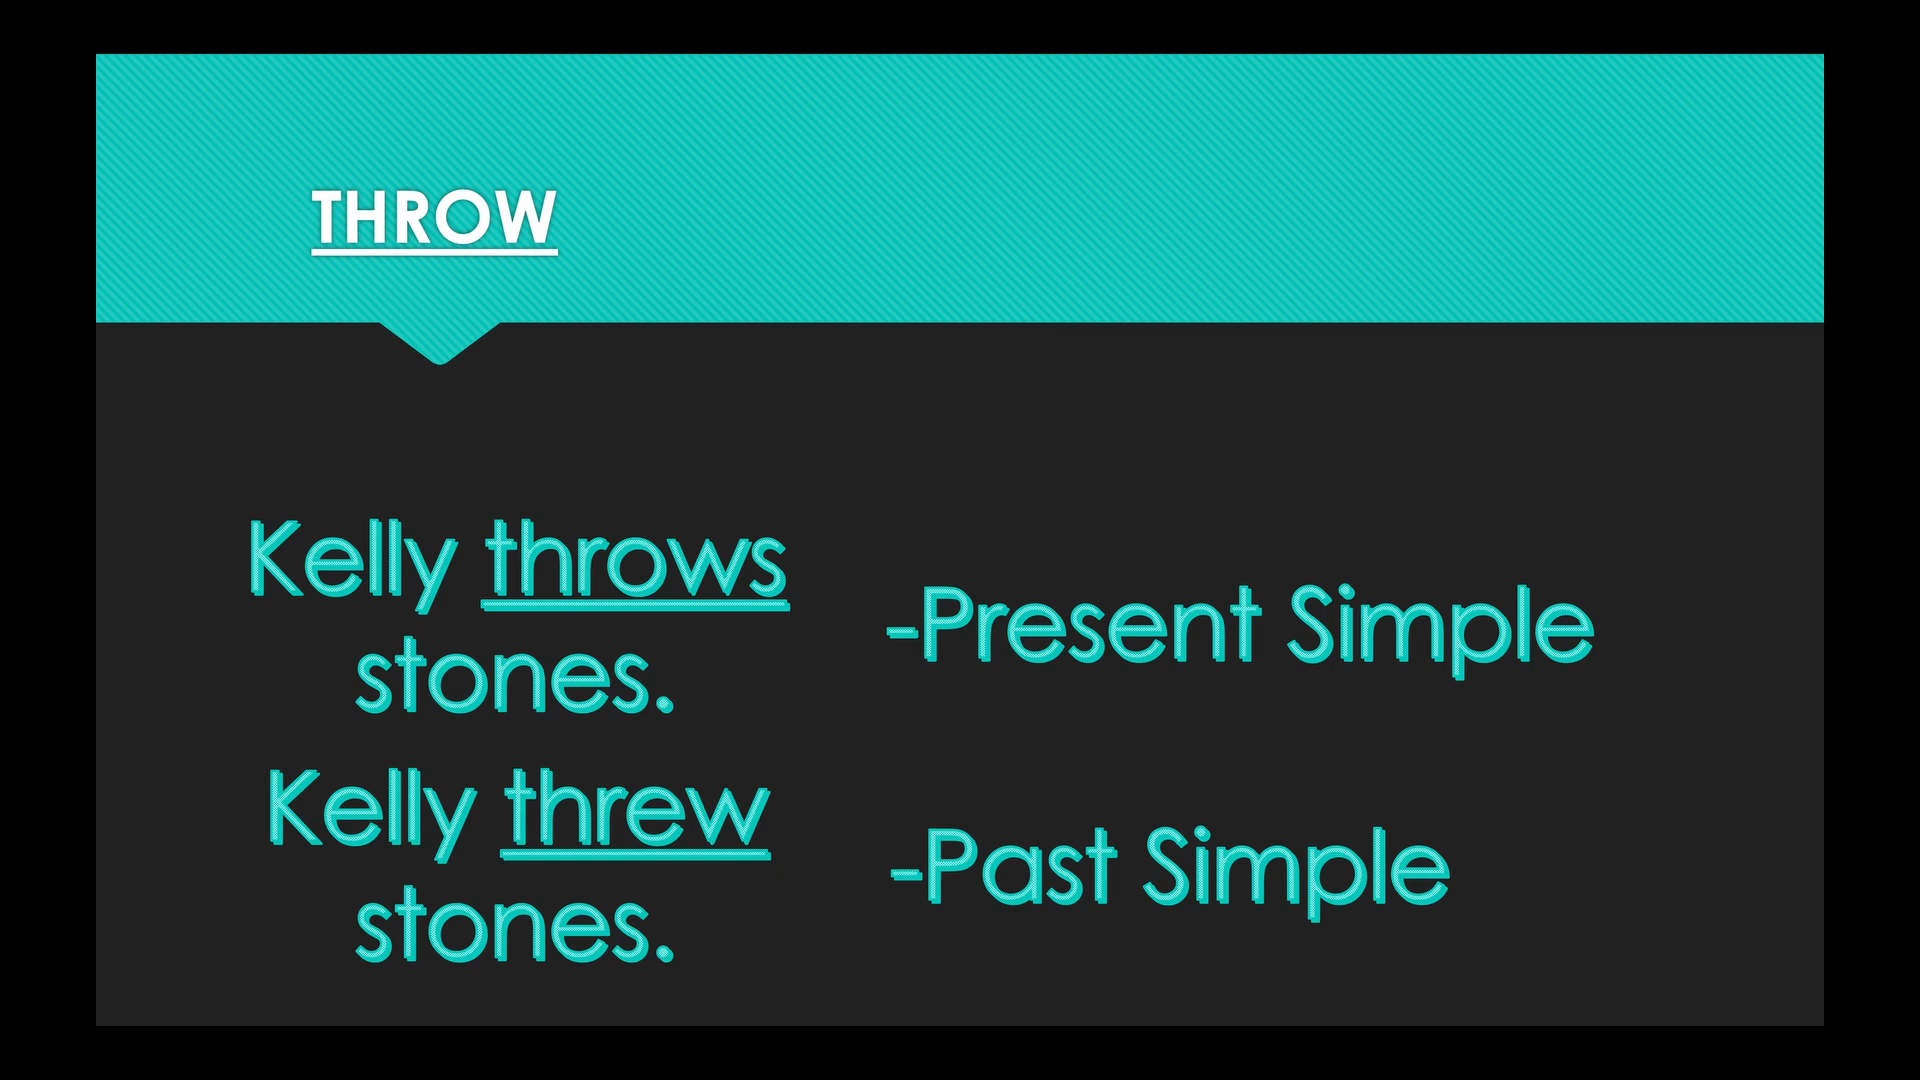 THROW
Kelly throws
stones.
-Present Simple
Kelly threw
stones.
-Past Simple